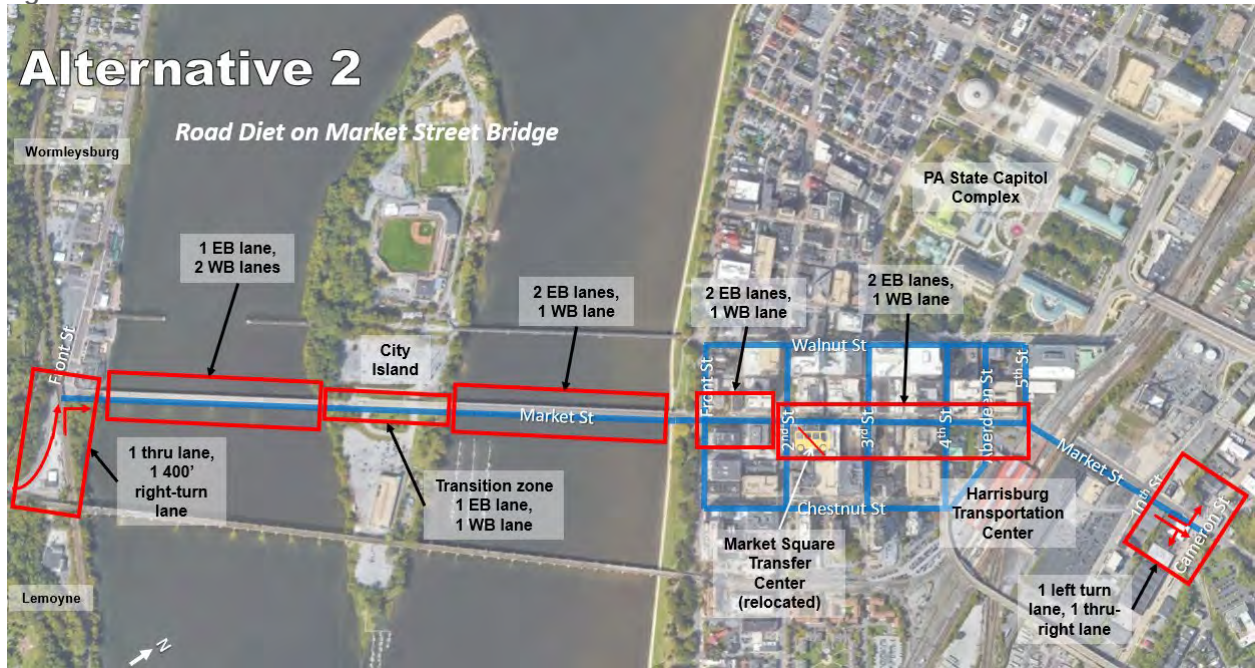 Alternative 2
Road Diet on Market Street Bridge
Wormleysburg
PA State Capitol
Complex
1 EB lane,
2 WB lanes
2 EB lanes,
1 WB lane
2 EB lanes,
1 WB lane
2 EB lanes,
1 WB lane
City
Island
Front St
Market St
Front St
Walnut St
2nd St
3rd St
4th St
Aberdeen St
5th St
Chestnut St
Market St
10th St
Cameron St
1 thru lane,
1 400'
right-turn
lane
Transition zone
1 EB lane,
1 WB lane
Market Square
Transfer
Center
(relocated)
Harrisburg
Transportation
Center
1 left turn
lane, 1 thru-
right lane
Lemoyne
N